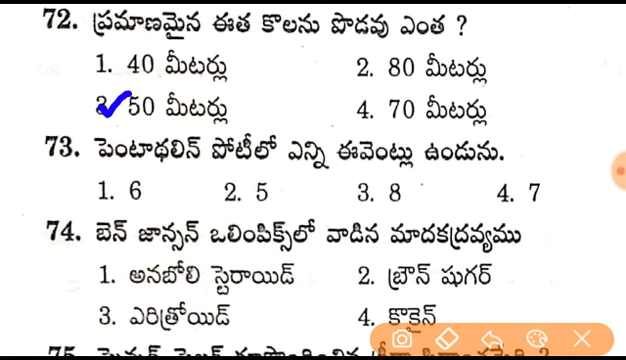 72. ప్రమాణమైన ఈత కొలను పొడవు ఎంత ?
1. 40 మీటర్లు 2. 80 మీటర్లు
3. 50 మీటర్లు 4. 70 మీటర్లు
73. పెంటాథలిన్ పోటీలో ఎన్ని ఈవెంట్లు ఉండును.
1. 6 2. 5 3. 8 4. 7
74. బెన్ జాన్సన్ ఒలింపిక్స్‌లో వాడిన మాదకద్రవ్యము
1. అనబోలి స్టెరాయిడ్ 2. బ్రౌన్ షుగర్
3. ఎరిత్రోయిడ్ 4. కొకైన్
75.